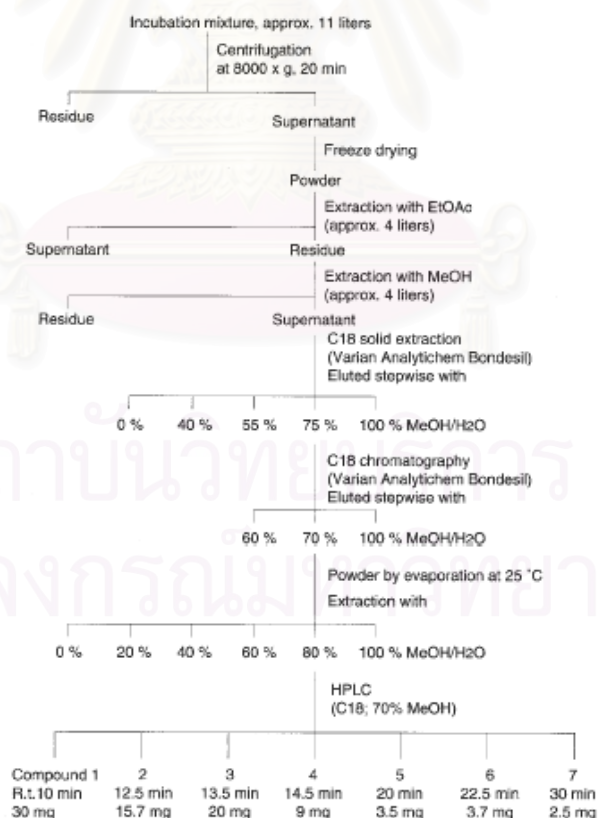 Incubation mixture, approx. 11 liters
Centrifugation
at 8000 x g, 20 min
Residue
Supernatant
Freeze drying
Powder
Extraction with EtOAc
(approx. 4 liters)
Supernatant
Residue
Extraction with MeOH
(approx. 4 liters)
Residue
Supernatant
C18 solid extraction
(Varian Analytichem Bondesil)
Eluted stepwise with
0 % 40 % 55 % 75 % 100 % MeOH/H2O
C18 chromatography
(Varian Analytichem Bondesil)
Eluted stepwise with
60 % 70 % 100 % MeOH/H2O
Powder by evaporation at 25 °C
Extraction with
0 % 20 % 40 % 60 % 80 % 100 % MeOH/H2O
HPLC
(C18; 70% MeOH)
Compound 1 2 3 4 5 6 7
R.t.10 min 12.5 min 13.5 min 14.5 min 20 min 22.5 min 30 min
30 mg 15.7 mg 20 mg 9 mg 3.5 mg 3.7 mg 2.5 mg